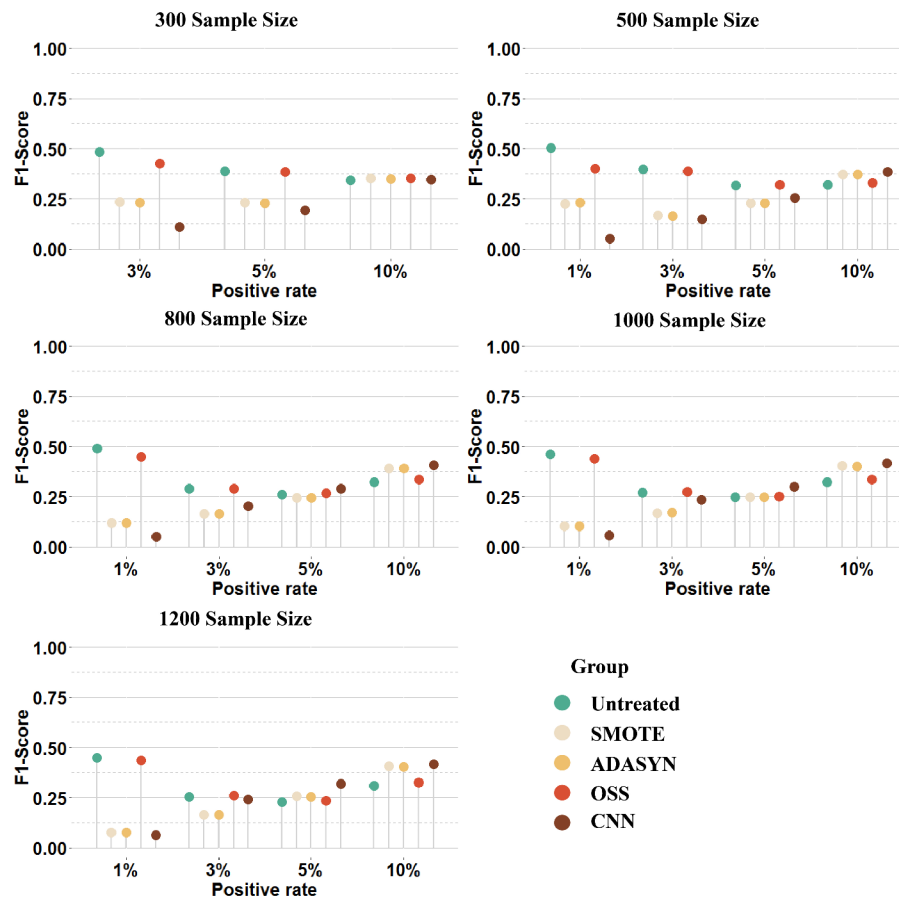 300 Sample Size
1.00
0.75
0.50
0.25
0.00
F1-Score
3% 5% 10%
Positive rate
500 Sample Size
1.00
0.75
0.50
0.25
0.00
F1-Score
1% 3% 5% 10%
Positive rate
800 Sample Size
1.00
0.75
0.50
0.25
0.00
F1-Score
1% 3% 5% 10%
Positive rate
1000 Sample Size
1.00
0.75
0.50
0.25
0.00
F1-Score
1% 3% 5% 10%
Positive rate
1200 Sample Size
1.00
0.75
0.50
0.25
0.00
F1-Score
1% 3% 5% 10%
Positive rate
Group
Untreated
SMOTE
ADASYN
OSS
CNN